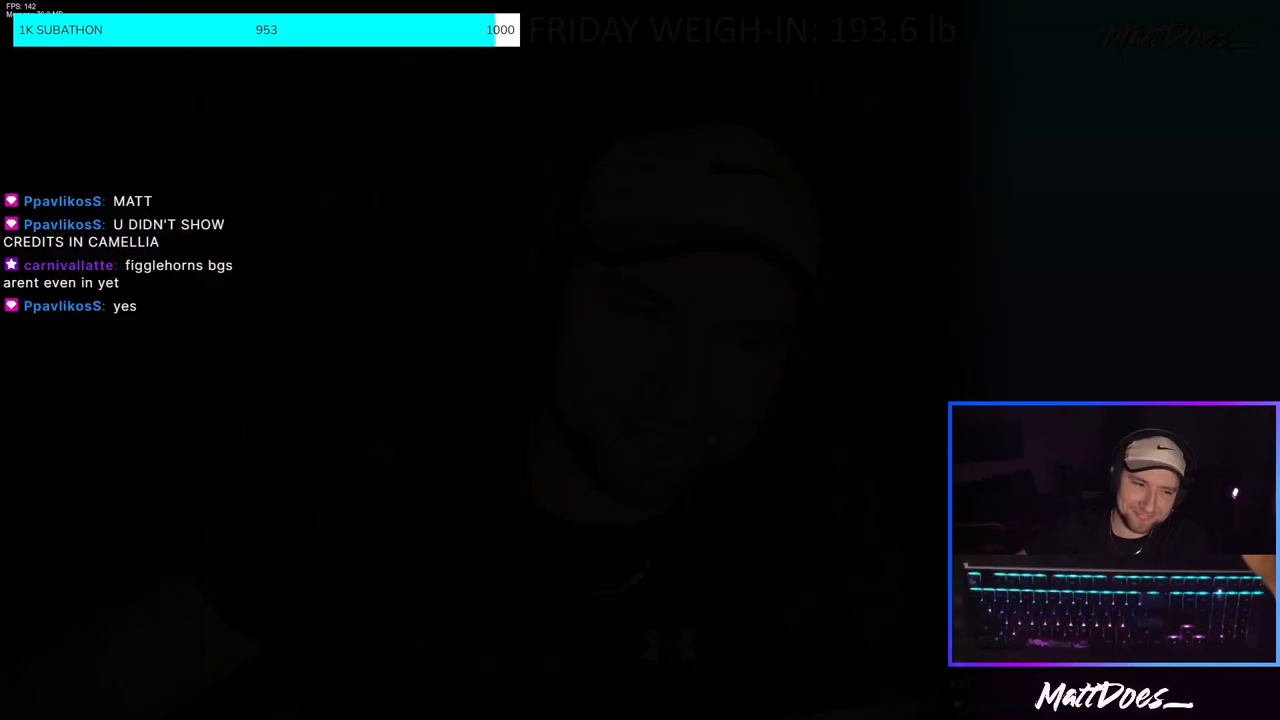 FPS: 142
1K SUBATHON 953 1000
FRIDAY WEIGH-IN: 193.6 lb
MattDoes_
PpavlikosS: MATT
PpavlikosS: U DIDN'T SHOW
CREDITS IN CAMELLIA
carnivallatte: figglehorns bgs
arent even in yet
PpavlikosS: yes
MattDoes_